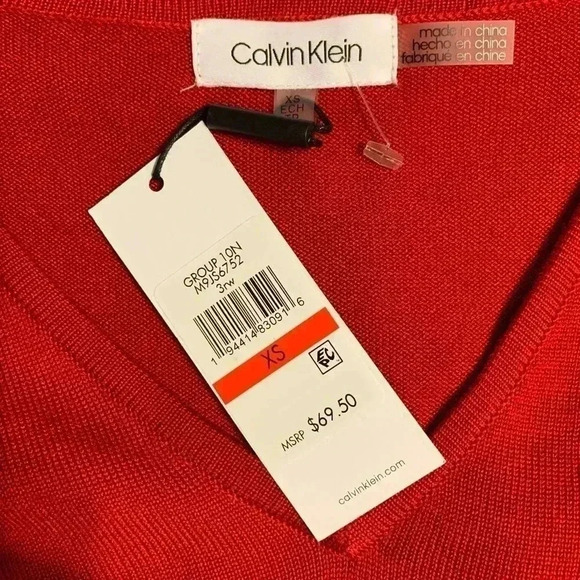 Calvin Klein
made in china
hecho en china
fabriqué en chine
XS
ECH
GROUP 10N
M9JS6752
3rw
1 94414 83091 6
XS
MSRP $69.50
calvinklein.com